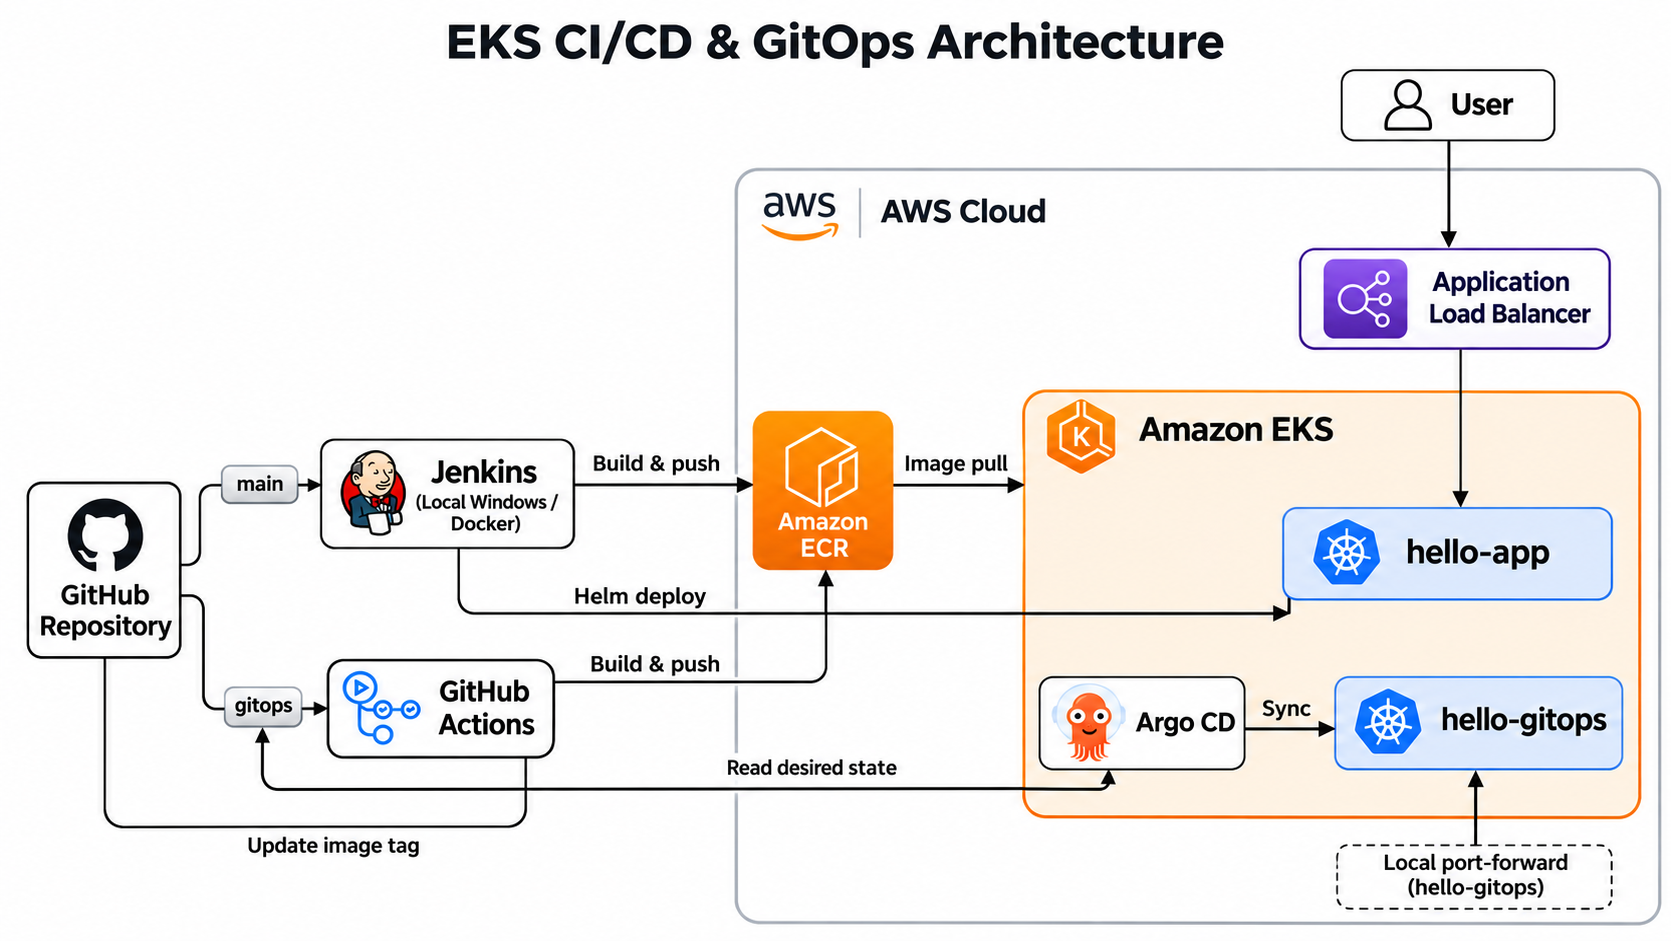 EKS CI/CD & GitOps Architecture
User
aws
AWS Cloud
Application
Load Balancer
Amazon EKS
K
main
Jenkins
(Local Windows /
Docker)
Build & push
Amazon
ECR
Image pull
hello-app
GitHub
Repository
Helm deploy
gitops
GitHub
Actions
Build & push
Argo CD
Sync
hello-gitops
Read desired state
Update image tag
Local port-forward
(hello-gitops)